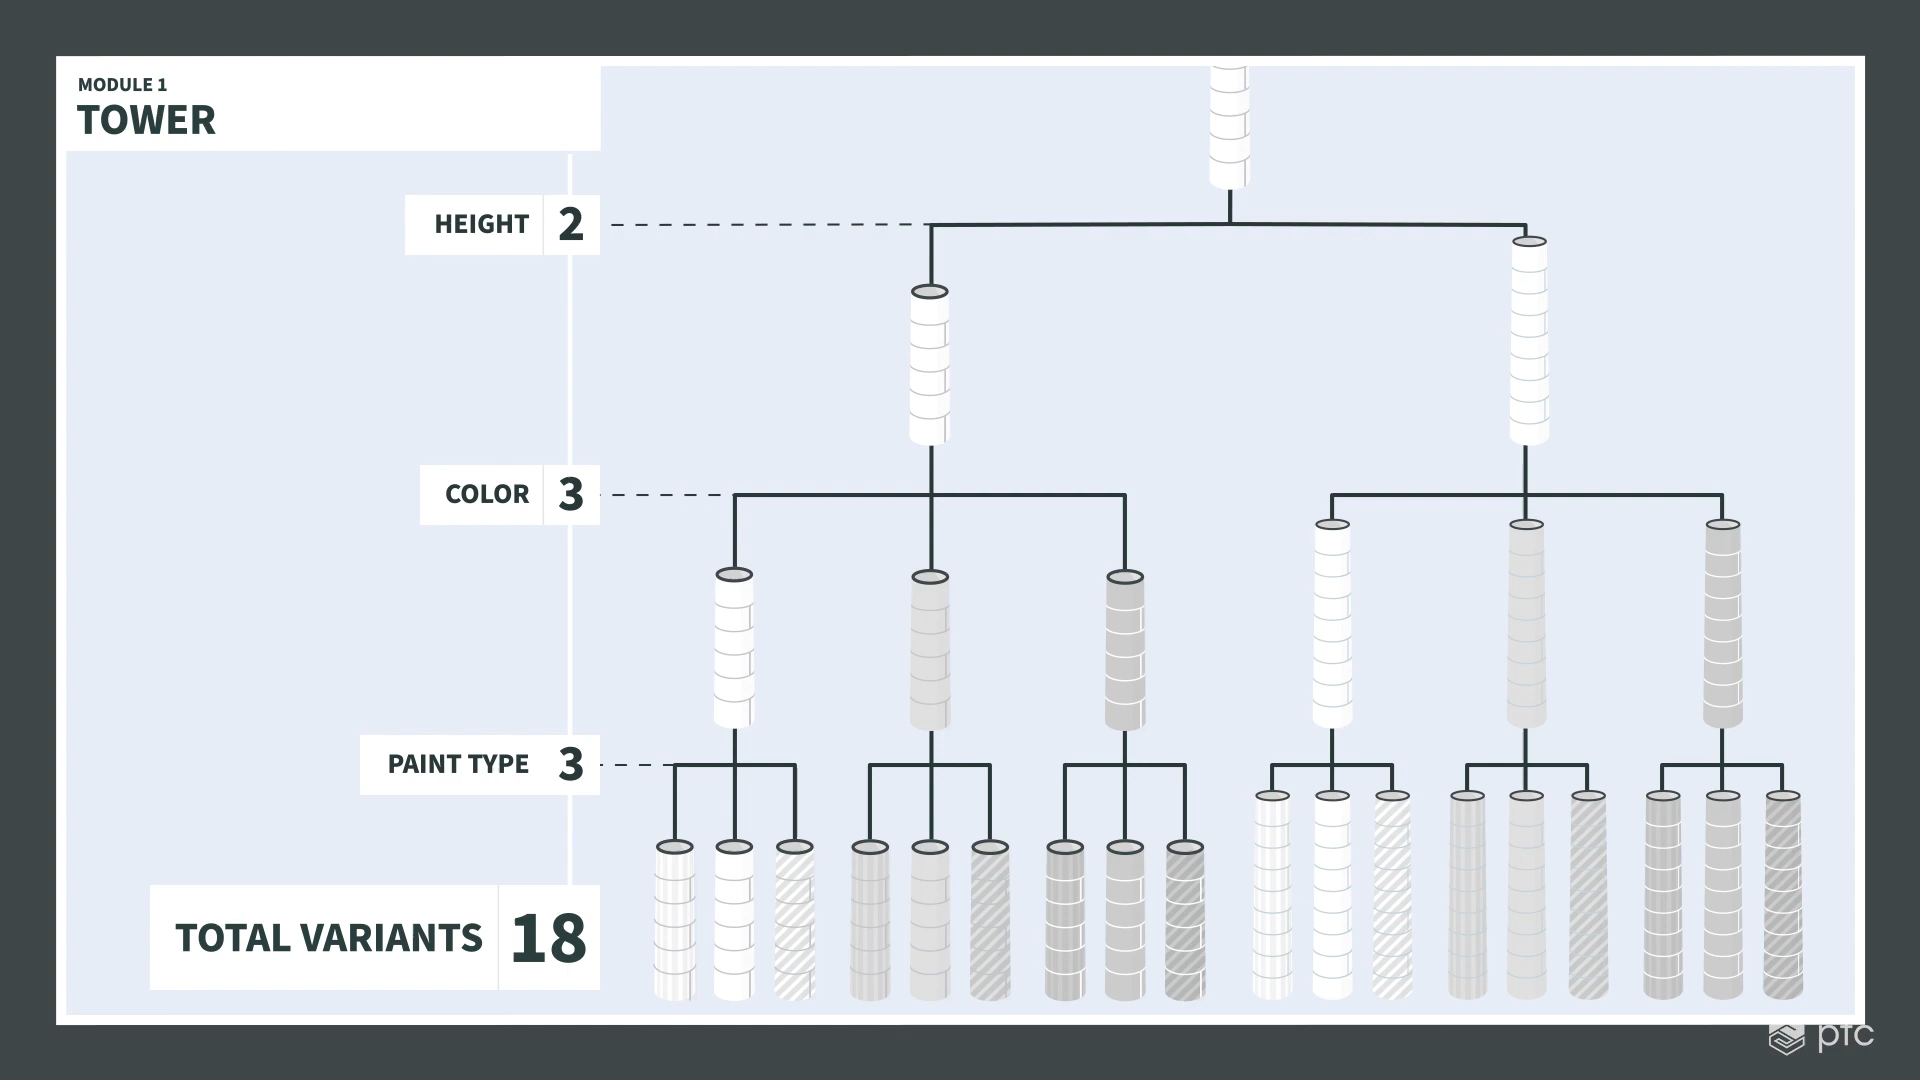 MODULE 1
TOWER
HEIGHT 2
COLOR 3
PAINT TYPE 3
TOTAL VARIANTS 18
ptc